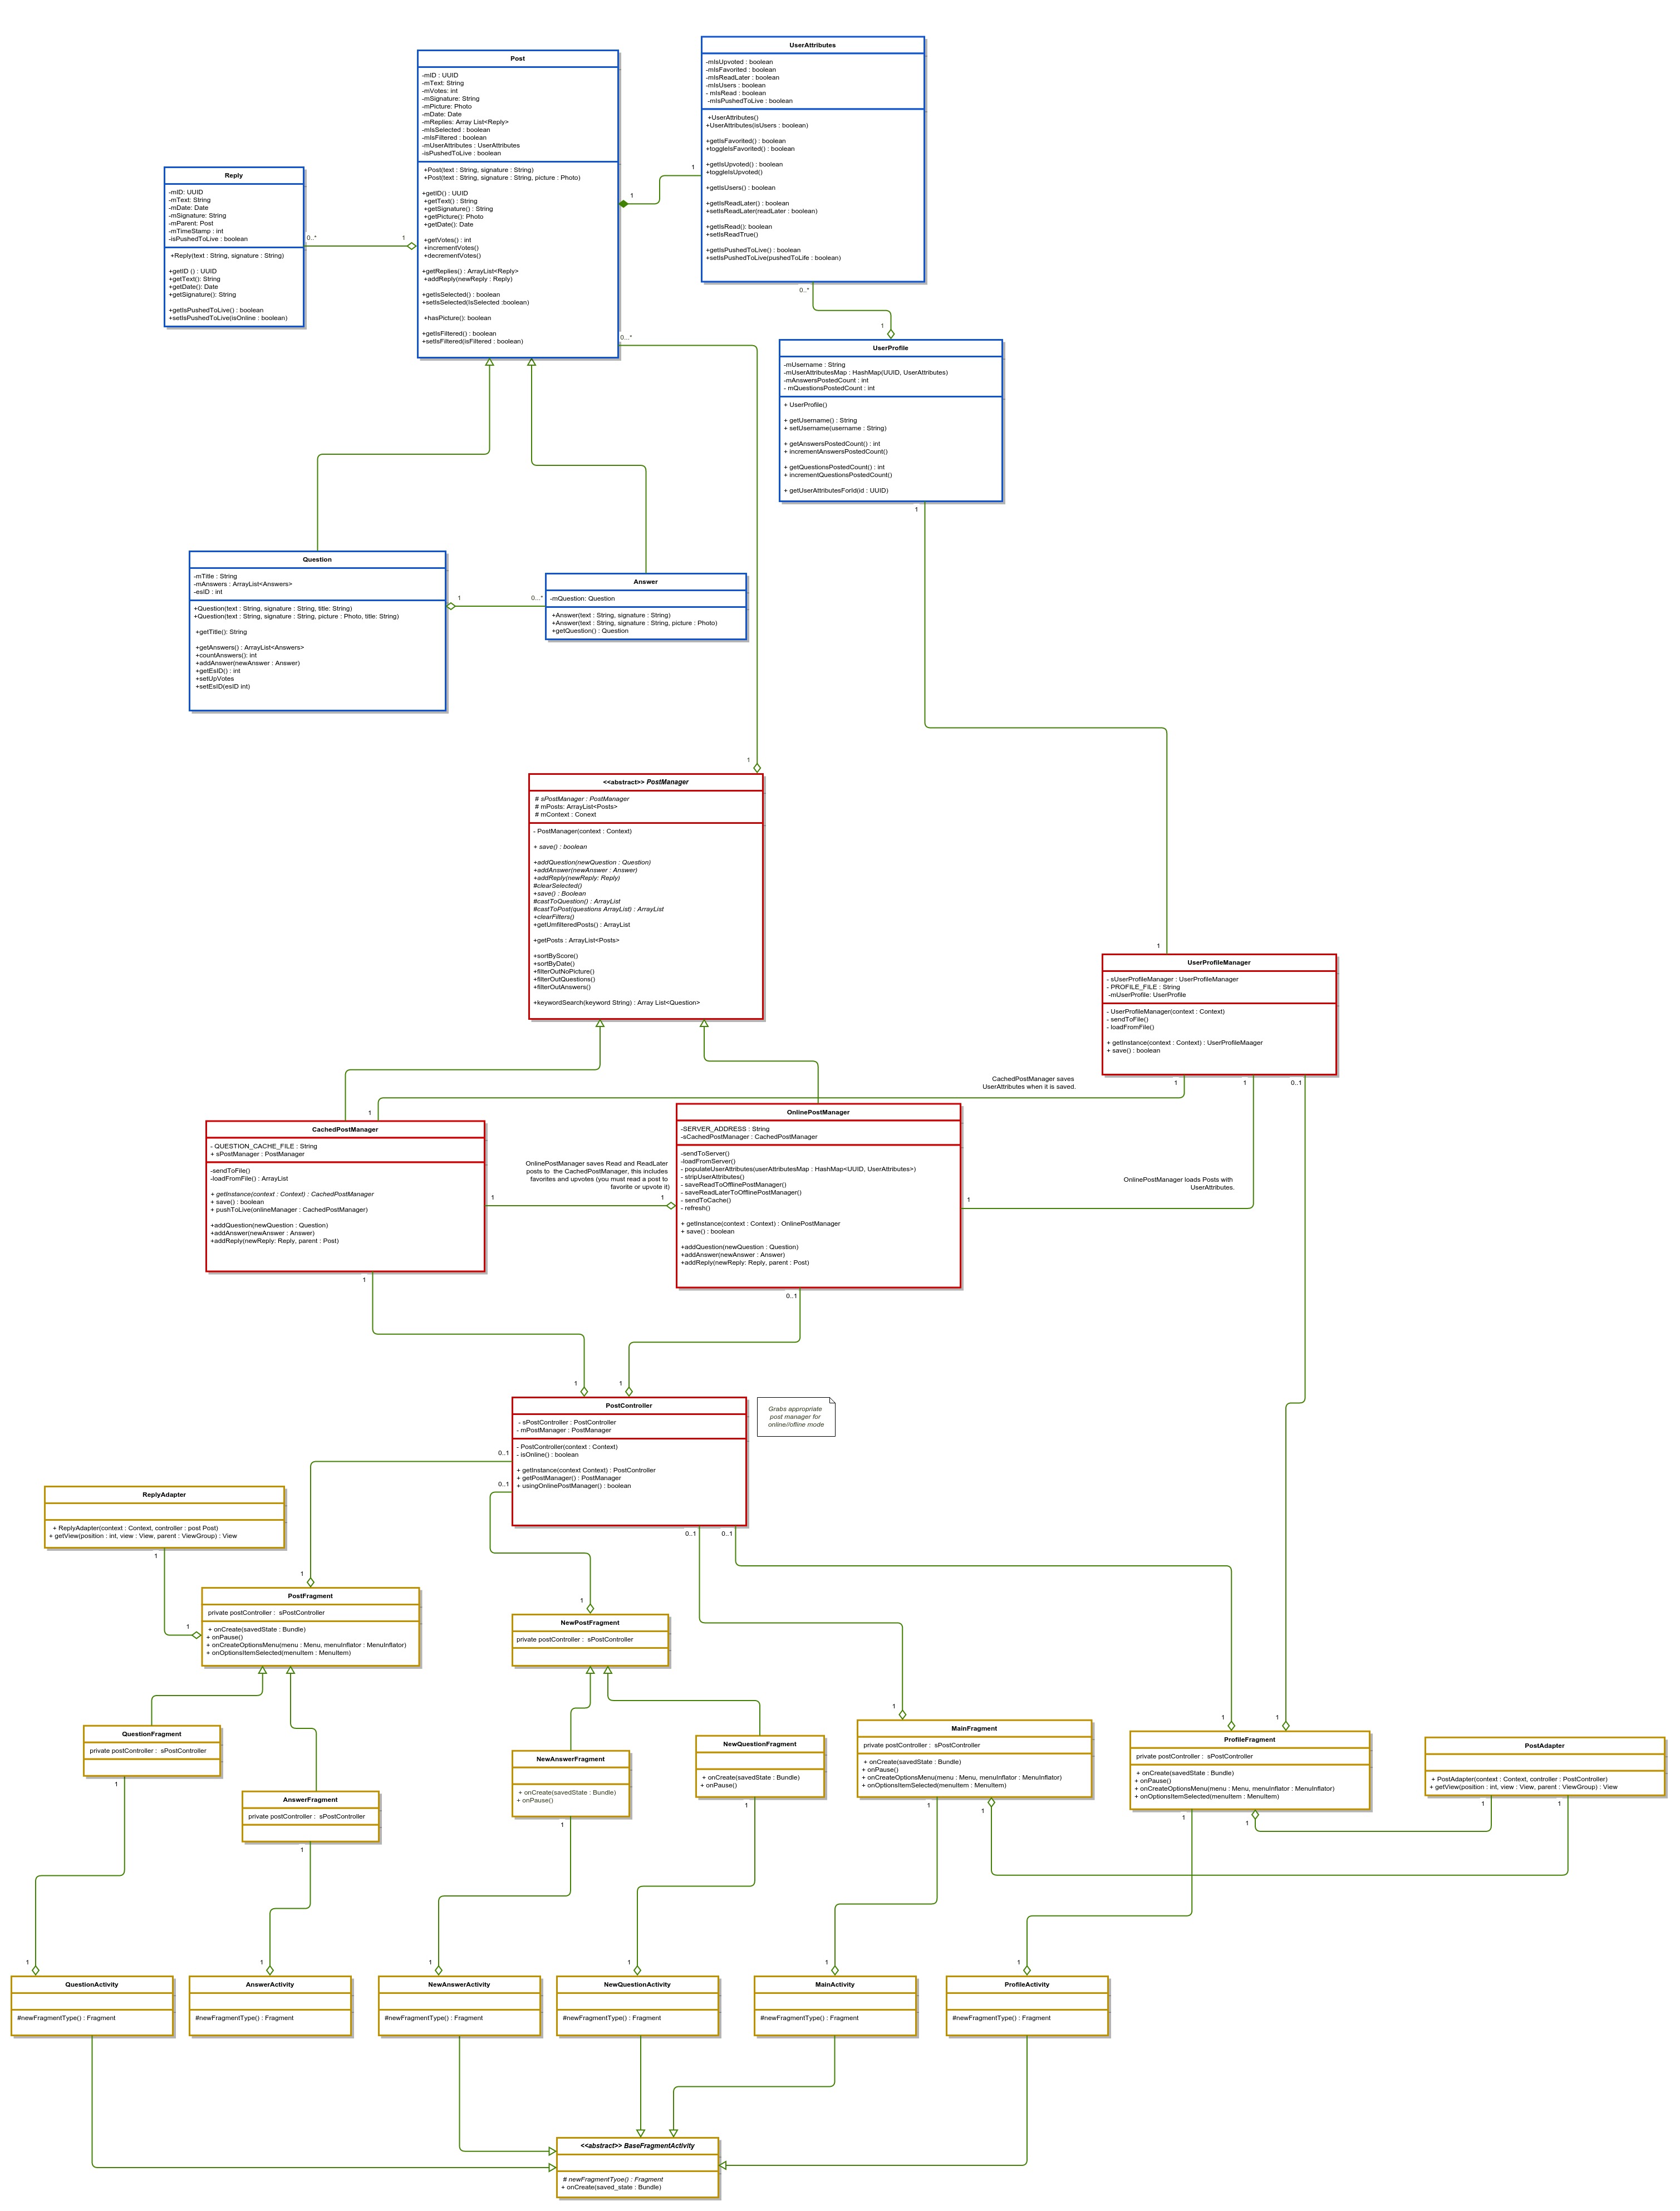 UserAttributes
-mIsUpvoted : boolean
-mIsFavorited : boolean
-mIsReadLater : boolean
-mIsUsers : boolean
- mIsRead : boolean
-mIsPushedToLive : boolean
+UserAttributes()
+UserAttributes(isUsers : boolean)
+getIsFavorited() : boolean
+toggleIsFavorited() : boolean
+getIsUpvoted() : boolean
+toggleIsUpvoted()
+getIsUsers() : boolean
+getIsReadLater() : boolean
+setIsReadLater(readLater : boolean)
+getIsRead(): boolean
+setIsReadTrue()
+getIsPushedToLive() : boolean
+setIsPushedToLive(pushedToLife : boolean)
Post
-mID : UUID
-mText: String
-mVotes: int
-mSignature: String
-mPicture: Photo
-mDate: Date
-mReplies: Array List<Reply>
-mIsSelected : boolean
-mIsFiltered : boolean
-mUserAttributes : UserAttributes
-isPushedToLive : boolean
+Post(text : String, signature : String)
+Post(text : String, signature : String, picture : Photo)
+getID() : UUID
+getText() : String
+getSignature() : String
+getPicture(): Photo
+getDate(): Date
+getVotes() : int
+incrementVotes()
+decrementVotes()
+getReplies() : ArrayList<Reply>
+addReply(newReply : Reply)
+getIsSelected() : boolean
+setIsSelected(IsSelected :boolean)
+hasPicture(): boolean
+getIsFiltered() : boolean
+setIsFiltered(isFiltered : boolean)
1
1
Reply
-mID: UUID
-mText: String
-mDate: Date
-mSignature: String
-mParent: Post
-mTimeStamp : int
-isPushedToLive : boolean
+Reply(text : String, signature : String)
+getID () : UUID
+getText(): String
+getDate(): Date
+getSignature(): String
+getIsPushedToLive() : boolean
+setIsPushedToLive(isOnline : boolean)
0..*
1
0..*
1
0...*
UserProfile
-mUsername : String
-mUserAttributesMap : HashMap(UUID, UserAttributes)
-mAnswersPostedCount : int
- mQuestionsPostedCount : int
+ UserProfile()
+ getUsername() : String
+ setUsername(username : String)
+ getAnswersPostedCount() : int
+ incrementAnswersPostedCount()
+ getQuestionsPostedCount() : int
+ incrementQuestionsPostedCount()
+ getUserAttributesForId(id : UUID)
1
Question
-mTitle : String
-mAnswers : ArrayList<Answers>
-esID : int
+Question(text : String, signature : String, title: String)
+Question(text : String, signature : String, picture : Photo, title: String)
+getTitle(): String
+getAnswers() : ArrayList<Answers>
+countAnswers(): int
+addAnswer(newAnswer : Answer)
+getEsID() : int
+setUpVotes
+setEsID(esID int)
1
0...*
Answer
-mQuestion: Question
+Answer(text : String, signature : String)
+Answer(text : String, signature : String, picture : Photo)
+getQuestion() : Question
1
<<abstract>> PostManager
# sPostManager : PostManager
# mPosts: ArrayList<Posts>
# mContext : Conext
- PostManager(context : Context)
+ save() : boolean
+addQuestion(newQuestion : Question)
+addAnswer(newAnswer : Answer)
+addReply(newReply: Reply)
#clearSelected()
+save() : Boolean
#castToQuestion() : ArrayList
#castToPost(questions ArrayList) : ArrayList
+clearFilters()
+getUmfilteredPosts() : ArrayList
+getPosts : ArrayList<Posts>
+sortByScore()
+sortByDate()
+filterOutNoPicture()
+filterOutQuestions()
+filterOutAnswers()
+keywordSearch(keyword String) : Array List<Question>
1
UserProfileManager
- sUserProfileManager : UserProfileManager
- PROFILE_FILE : String
-mUserProfile: UserProfile
- UserProfileManager(context : Context)
- sendToFile()
- loadFromFile()
+ getInstance(context : Context) : UserProfileMaager
+ save() : boolean
1
1
0..1
CachedPostManager saves
UserAttributes when it is saved.
1
CachedPostManager
- QUESTION_CACHE_FILE : String
+ sPostManager : PostManager
-sendToFile()
-loadFromFile() : ArrayList
+ getInstance(context : Context) : CachedPostManager
+ save() : boolean
+ pushToLive(onlineManager : CachedPostManager)
+addQuestion(newQuestion : Question)
+addAnswer(newAnswer : Answer)
+addReply(newReply: Reply, parent : Post)
OnlinePostManager saves Read and ReadLater
posts to the CachedPostManager, this includes
favorites and upvotes (you must read a post to
favorite or upvote it)
1
1
OnlinePostManager
-SERVER_ADDRESS : String
-sCachedPostManager : CachedPostManager
-sendToServer()
-loadFromServer()
- populateUserAttributes(userAttributesMap : HashMap<UUID, UserAttributes>)
- stripUserAttributes()
- saveReadToOfflinePostManager()
- saveReadLaterToOfflinePostManager()
- sendToCache()
- refresh()
+ getInstance(context : Context) : OnlinePostManager
+ save() : boolean
+addQuestion(newQuestion : Question)
+addAnswer(newAnswer : Answer)
+addReply(newReply: Reply, parent : Post)
OnlinePostManager loads Posts with
UserAttributes.
1
1
0..1
1
1
PostController
- sPostController : PostController
- mPostManager : PostManager
- PostController(context : Context)
- isOnline() : boolean
+ getInstance(context Context) : PostController
+ getPostManager() : PostManager
+ usingOnlinePostManager() : boolean
Grabs appropriate
post manager for
online//ofline mode
0..1
0..1
0..1
0..1
ReplyAdapter
+ ReplyAdapter(context : Context, controller : post Post)
+ getView(position : int, view : View, parent : ViewGroup) : View
1
1
1
PostFragment
private postController : sPostController
+ onCreate(savedState : Bundle)
+ onPause()
+ onCreateOptionsMenu(menu : Menu, menuInflator : MenuInflator)
+ onOptionsItemSelected(menuItem : MenuItem)
1
NewPostFragment
private postController : sPostController
QuestionFragment
private postController : sPostController
1
AnswerFragment
private postController : sPostController
1
NewAnswerFragment
+ onCreate(savedState : Bundle)
+ onPause()
1
NewQuestionFragment
+ onCreate(savedState : Bundle)
+ onPause()
1
1
MainFragment
private postController : sPostController
+ onCreate(savedState : Bundle)
+ onPause()
+ onCreateOptionsMenu(menu : Menu, menuInflator : MenuInflator)
+ onOptionsItemSelected(menuItem : MenuItem)
1
1
1
1
ProfileFragment
private postController : sPostController
+ onCreate(savedState : Bundle)
+ onPause()
+ onCreateOptionsMenu(menu : Menu, menuInflator : MenuInflator)
+ onOptionsItemSelected(menuItem : MenuItem)
1
1
PostAdapter
+ PostAdapter(context : Context, controller : PostController)
+ getView(position : int, view : View, parent : ViewGroup) : View
1
1
1
1
1
1
1
1
QuestionActivity
#newFragmentType() : Fragment
AnswerActivity
#newFragmentType() : Fragment
NewAnswerActivity
#newFragmentType() : Fragment
NewQuestionActivity
#newFragmentType() : Fragment
MainActivity
#newFragmentType() : Fragment
ProfileActivity
#newFragmentType() : Fragment
<<abstract>> BaseFragmentActivity
# newFragmentTyoe() : Fragment
+ onCreate(saved_state : Bundle)